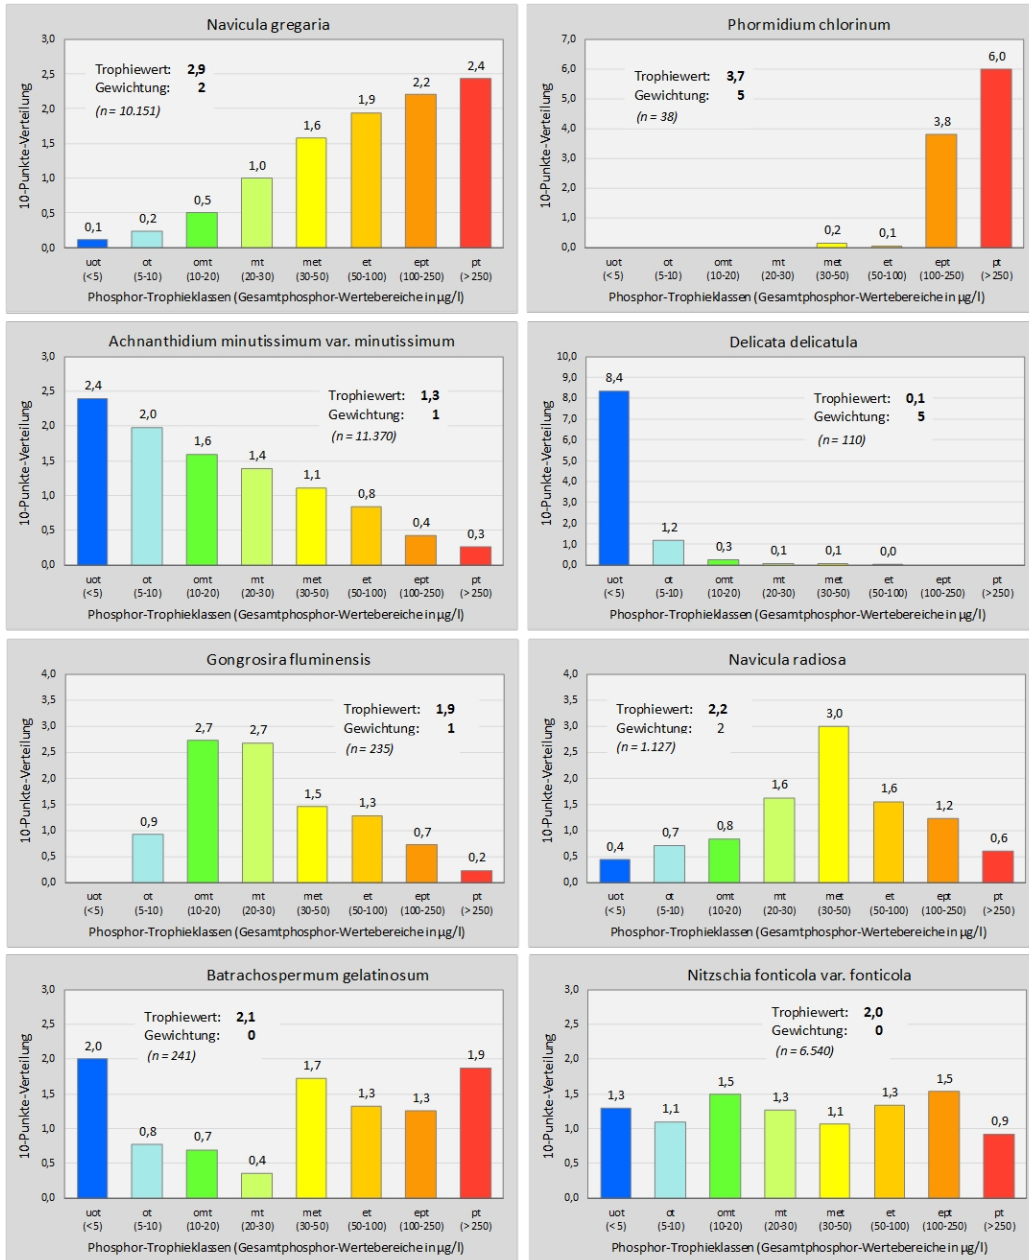 Navicula gregaria
10-Punkte-Verteilung
3,0
2,5
2,0
1,5
1,0
0,5
0,0
Trophiewert: 2,9
Gewichtung: 2
(n = 10.151)
0,1 0,2 0,5 1,0 1,6 1,9 2,2 2,4
uot ot omt mt met et ept pt
(<5) (5-10) (10-20) (20-30) (30-50) (50-100) (100-250) (>250)
Phosphor-Trophieklassen (Gesamtphosphor-Wertebereiche in µg/l)
Phormidium chlorinum
10-Punkte-Verteilung
7,0
6,0
5,0
4,0
3,0
2,0
1,0
0,0
Trophiewert: 3,7
Gewichtung: 5
(n = 38)
0,2 0,1 3,8 6,0
uot ot omt mt met et ept pt
(<5) (5-10) (10-20) (20-30) (30-50) (50-100) (100-250) (>250)
Phosphor-Trophieklassen (Gesamtphosphor-Wertebereiche in µg/l)
Achnanthidium minutissimum var. minutissimum
10-Punkte-Verteilung
3,0
2,5
2,0
1,5
1,0
0,5
0,0
Trophiewert: 1,3
Gewichtung: 1
(n = 11.370)
2,4 2,0 1,6 1,4 1,1 0,8 0,4 0,3
uot ot omt mt met et ept pt
(<5) (5-10) (10-20) (20-30) (30-50) (50-100) (100-250) (>250)
Phosphor-Trophieklassen (Gesamtphosphor-Wertebereiche in µg/l)
Delicata delicatula
10-Punkte-Verteilung
10,0
9,0
8,0
7,0
6,0
5,0
4,0
3,0
2,0
1,0
0,0
Trophiewert: 0,1
Gewichtung: 5
(n = 110)
8,4 1,2 0,3 0,1 0,1 0,0
uot ot omt mt met et ept pt
(<5) (5-10) (10-20) (20-30) (30-50) (50-100) (100-250) (>250)
Phosphor-Trophieklassen (Gesamtphosphor-Wertebereiche in µg/l)
Gongrosira fluminensis
10-Punkte-Verteilung
4,0
3,5
3,0
2,5
2,0
1,5
1,0
0,5
0,0
Trophiewert: 1,9
Gewichtung: 1
(n = 235)
0,9 2,7 2,7 1,5 1,3 0,7 0,2
uot ot omt mt met et ept pt
(<5) (5-10) (10-20) (20-30) (30-50) (50-100) (100-250) (>250)
Phosphor-Trophieklassen (Gesamtphosphor-Wertebereiche in µg/l)
Navicula radiosa
10-Punkte-Verteilung
4,0
3,5
3,0
2,5
2,0
1,5
1,0
0,5
0,0
Trophiewert: 2,2
Gewichtung: 2
(n = 1.127)
0,4 0,7 0,8 1,6 3,0 1,6 1,2 0,6
uot ot omt mt met et ept pt
(<5) (5-10) (10-20) (20-30) (30-50) (50-100) (100-250) (>250)
Phosphor-Trophieklassen (Gesamtphosphor-Wertebereiche in µg/l)
Batrachospermum gelatinosum
10-Punkte-Verteilung
3,0
2,5
2,0
1,5
1,0
0,5
0,0
Trophiewert: 2,1
Gewichtung: 0
(n = 241)
2,0 0,8 0,7 0,4 1,7 1,3 1,3 1,9
uot ot omt mt met et ept pt
(<5) (5-10) (10-20) (20-30) (30-50) (50-100) (100-250) (>250)
Phosphor-Trophieklassen (Gesamtphosphor-Wertebereiche in µg/l)
Nitzschia fonticola var. fonticola
10-Punkte-Verteilung
3,0
2,5
2,0
1,5
1,0
0,5
0,0
Trophiewert: 2,0
Gewichtung: 0
(n = 6.540)
1,3 1,1 1,5 1,3 1,1 1,3 1,5 0,9
uot ot omt mt met et ept pt
(<5) (5-10) (10-20) (20-30) (30-50) (50-100) (100-250) (>250)
Phosphor-Trophieklassen (Gesamtphosphor-Wertebereiche in µg/l)